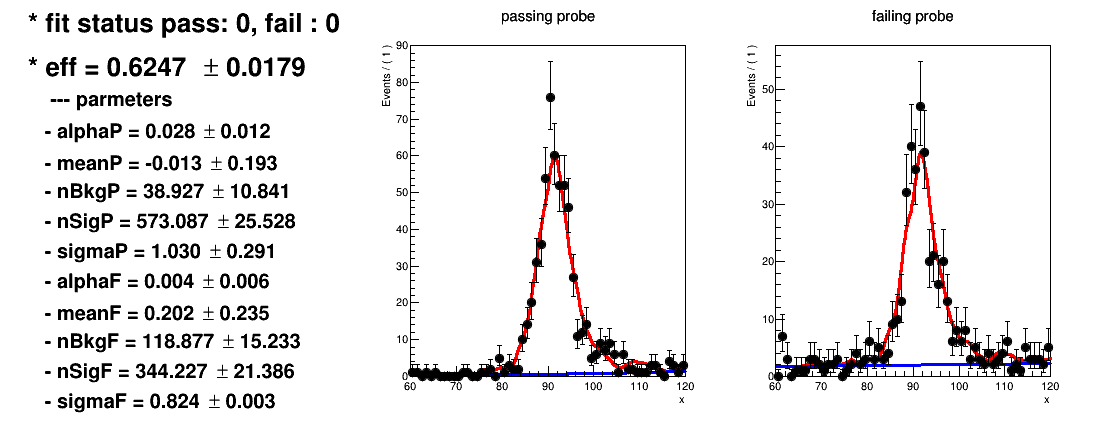 * fit status pass: 0, fail : 0
* eff = 0.6247 ± 0.0179
--- parmeters
- alphaP = 0.028 ± 0.012
- meanP = -0.013 ± 0.193
- nBkgP = 38.927 ± 10.841
- nSigP = 573.087 ± 25.528
- sigmaP = 1.030 ± 0.291
- alphaF = 0.004 ± 0.006
- meanF = 0.202 ± 0.235
- nBkgF = 118.877 ± 15.233
- nSigF = 344.227 ± 21.386
- sigmaF = 0.824 ± 0.003
passing probe
Events / ( 1 )
90
80
70
60
50
40
30
20
10
0
60 70 80 90 100 110 120
x
failing probe
Events / ( 1 )
50
40
30
20
10
0
60 70 80 90 100 110 120
x